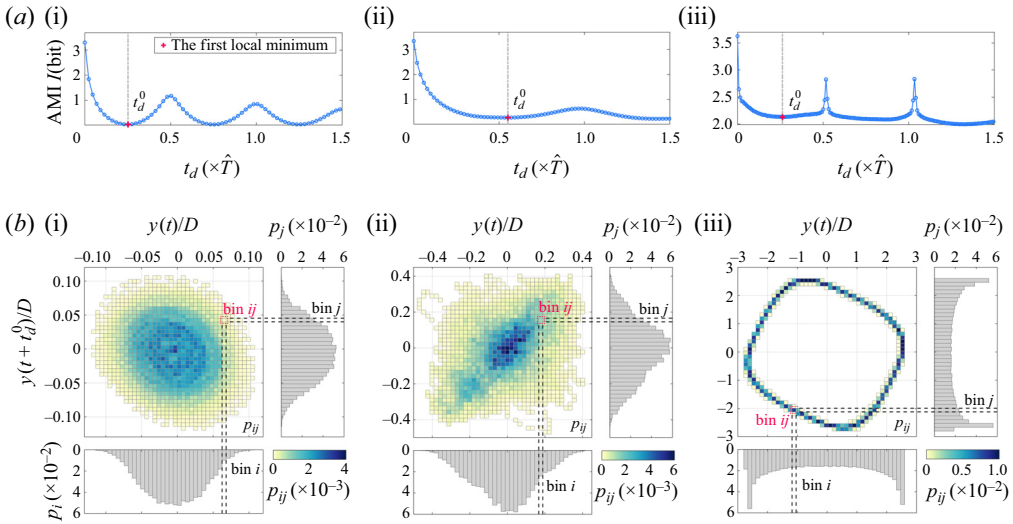 (a) (i) (ii) (iii)
AMI I(bit)
3
2
1
The first local minimum
t_d^0
0 0.5 1.0 1.5
t_d (×T̂)
3
2
1
t_d^0
0 0.5 1.0 1.5
t_d (×T̂)
3.5
3.0
2.5
2.0
t_d^0
0 0.5 1.0 1.5
t_d (×T̂)
(b) (i) y(t)/D p_j (×10⁻²) (ii) y(t)/D p_j (×10⁻²) (iii) y(t)/D p_j (×10⁻²)
−0.10 −0.05 0 0.05 0.10 0 2 4 6
y(t + t_d^0)/D
0.10
0.05
0
−0.05
−0.10
bin ij
bin j
p_ij
−0.4 −0.2 0 0.2 0.4 0 2 4 6
0.4
0.2
0
−0.2
−0.4
bin ij
bin j
p_ij
−3 −2 −1 0 1 2 3 0 2 4 6
3
2
1
0
−1
−2
−3
bin ij
bin j
p_ij
p_i (×10⁻²)
0
2
4
6
bin i
0 2 4
p_ij (×10⁻³)
0
2
4
6
bin i
0 2 4 6
p_ij (×10⁻³)
0
2
4
6
bin i
0 0.5 1.0
p_ij (×10⁻²)